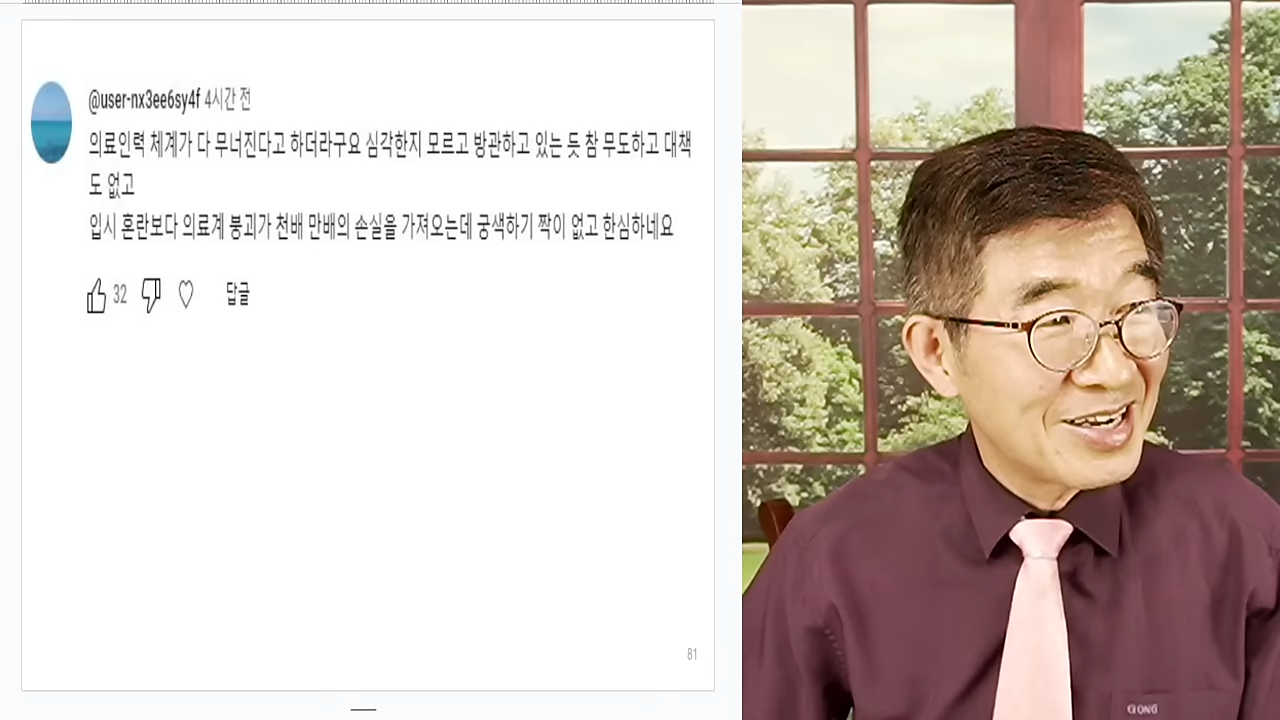 @user-nx3ee6sy4f 4시간 전
의료인력 체계가 다 무너진다고 하더라구요 심각한지 모르고 방관하고 있는 듯 참 무도하고 대책
도 없고
입시 혼란보다 의료계 붕괴가 천배 만배의 손실을 가져오는데 궁색하기 짝이 없고 한심하네요
32
답글
81